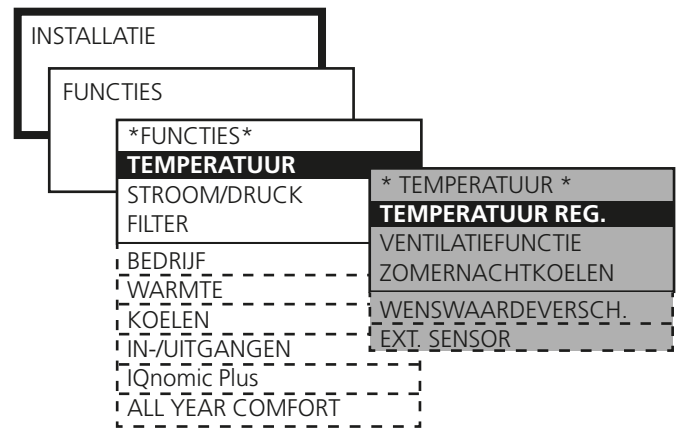 INSTALLATIE
FUNCTIES
*FUNCTIES*
TEMPERATUUR
STROOM/DRUCK
FILTER
BEDRIJF
WARMTE
KOELEN
IN-/UITGANGEN
IQnomic Plus
ALL YEAR COMFORT
* TEMPERATUUR *
TEMPERATUUR REG.
VENTILATIEFUNCTIE
ZOMERNACHTKOELEN
WENSWAARDEVERSCH.
EXT. SENSOR